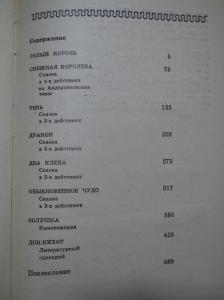 Содержание
ГОЛЫЙ КОРОЛЬ 5
СНЕЖНАЯ КОРОЛЕВА 75
Сказка
в 4-х действиях
на Андерсеновские
темы
ТЕНЬ 135
Сказка
в 3-х действиях
ДРАКОН 205
Сказка
в 3-х действиях
ДВА КЛЕНА 273
Сказка
в 3-х действиях
ОБЫКНОВЕННОЕ ЧУДО 317
Сказка
в 3-х действиях
ЗОЛУШКА 385
Кинокомедия
ДОН КИХОТ 425
Литературный
сценарий
Послесловие 489